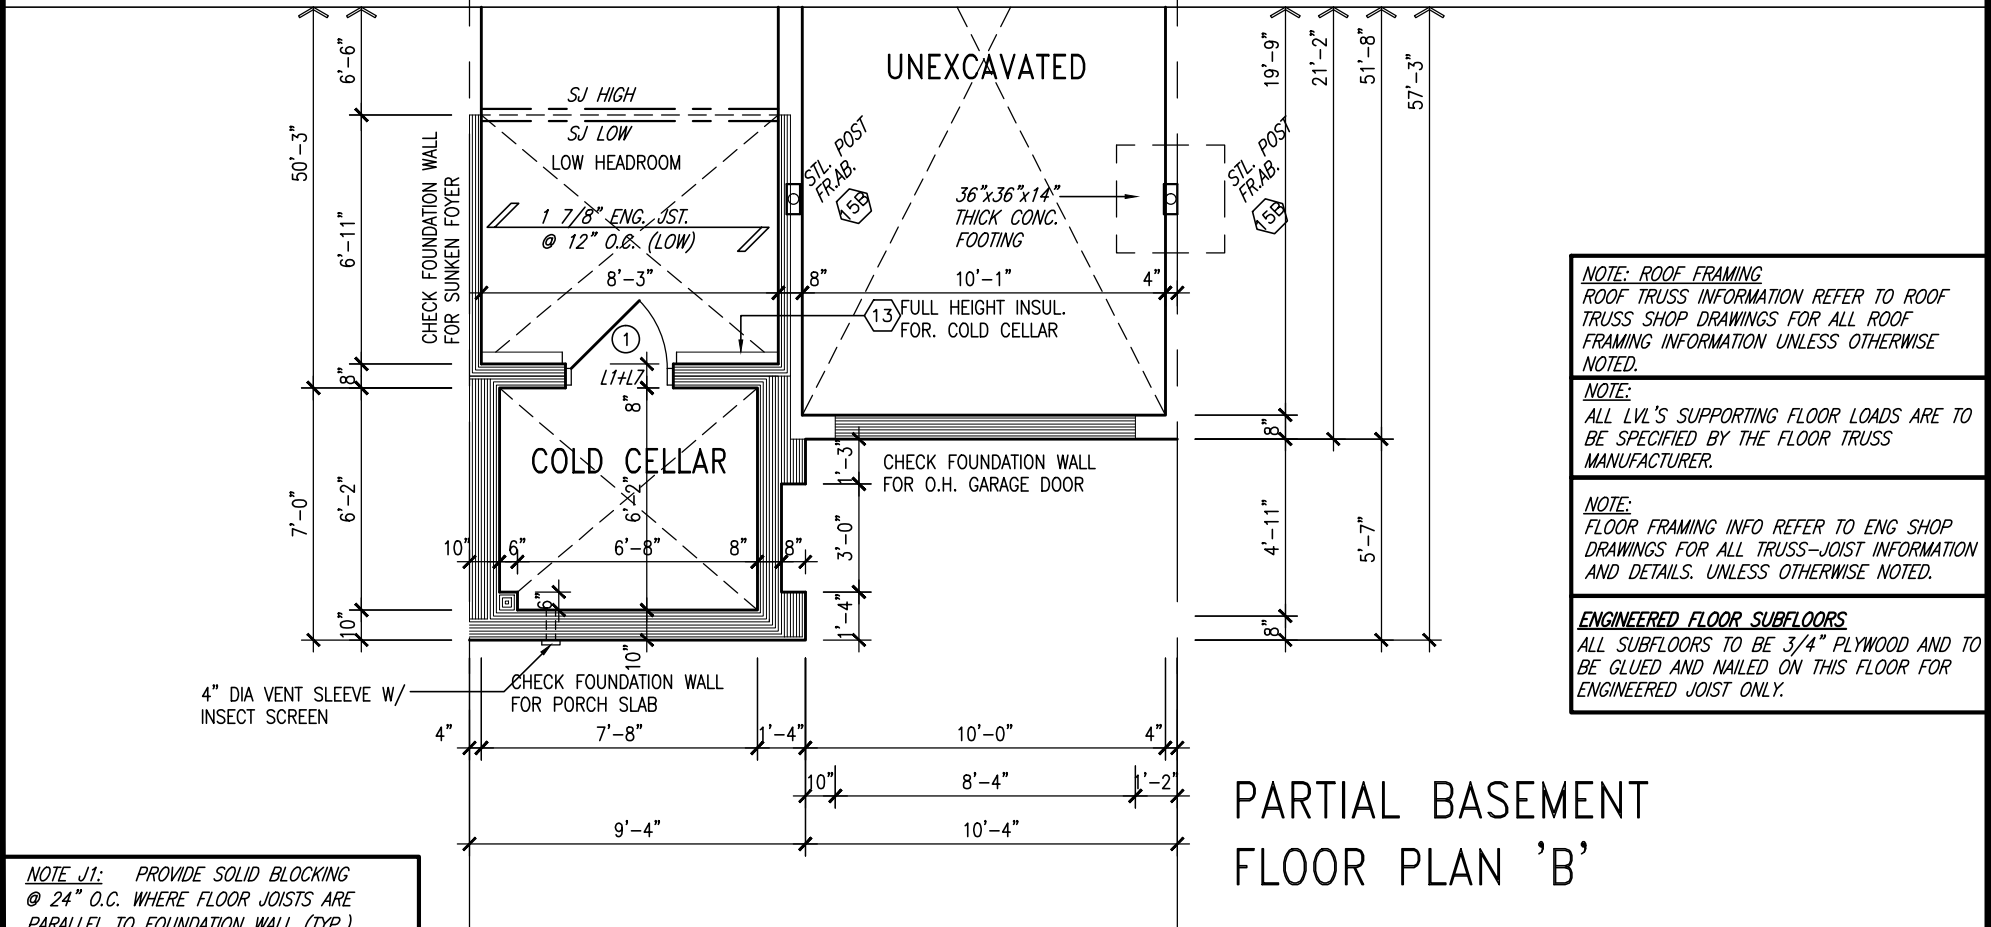 UNEXCAVATED
SJ HIGH
SJ LOW
LOW HEADROOM
1 7/8" ENG. JST.
@ 12" O.C. (LOW)
CHECK FOUNDATION WALL
FOR SUNKEN FOYER
STL. POST
FR.AB.
15B
36"x36"x14"
THICK CONC.
FOOTING
STL. POST
FR.AB.
15B
6'-6"
50'-3"
6'-11"
8"
7'-0"
6'-2"
10"
19'-9"
21'-2"
51'-8"
57'-3"
8'-3"
8"
10'-1"
4"
13
FULL HEIGHT INSUL.
FOR. COLD CELLAR
1
L1+L7
8"
COLD CELLAR
6'-2"
10"
6"
6'-8"
8"
8"
6"
10"
1'-3"
3'-0"
1'-4"
CHECK FOUNDATION WALL
FOR O.H. GARAGE DOOR
8"
4'-11"
5'-7"
8"
4" DIA VENT SLEEVE W/
INSECT SCREEN
CHECK FOUNDATION WALL
FOR PORCH SLAB
4"
7'-8"
1'-4"
10'-0"
4"
10"
8'-4"
1'-2"
9'-4"
10'-4"
NOTE: ROOF FRAMING
ROOF TRUSS INFORMATION REFER TO ROOF
TRUSS SHOP DRAWINGS FOR ALL ROOF
FRAMING INFORMATION UNLESS OTHERWISE
NOTED.
NOTE:
ALL LVL'S SUPPORTING FLOOR LOADS ARE TO
BE SPECIFIED BY THE FLOOR TRUSS
MANUFACTURER.
NOTE:
FLOOR FRAMING INFO REFER TO ENG SHOP
DRAWINGS FOR ALL TRUSS-JOIST INFORMATION
AND DETAILS. UNLESS OTHERWISE NOTED.
ENGINEERED FLOOR SUBFLOORS
ALL SUBFLOORS TO BE 3/4" PLYWOOD AND TO
BE GLUED AND NAILED ON THIS FLOOR FOR
ENGINEERED JOIST ONLY.
PARTIAL BASEMENT
FLOOR PLAN 'B'
NOTE J1: PROVIDE SOLID BLOCKING
@ 24" O.C. WHERE FLOOR JOISTS ARE
PARALLEL TO FOUNDATION WALL (TYP.)